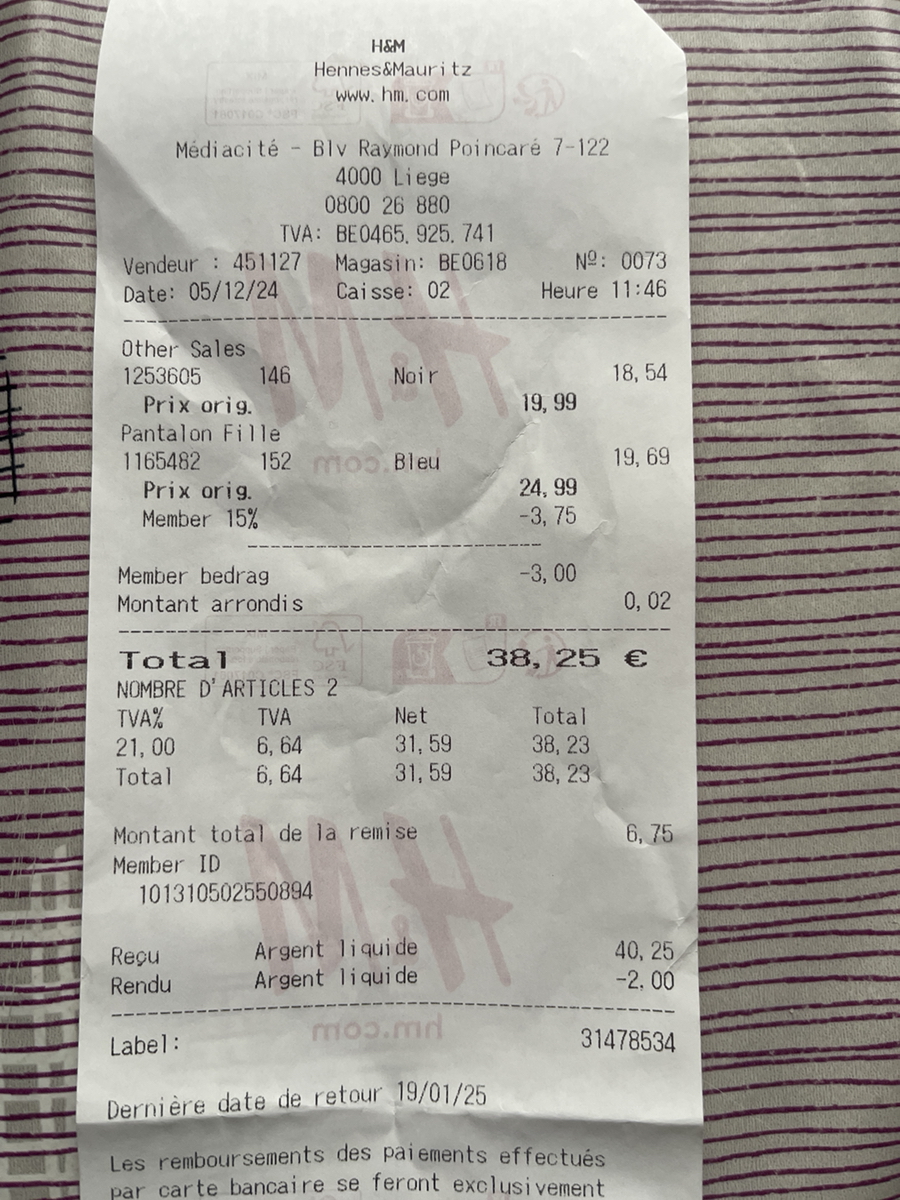 H&M
Hennes&Mauritz
www.hm.com
Médiacité - Blv Raymond Poincaré 7-122
4000 Liege
0800 26 880
TVA: BE0465.925.741
Vendeur : 451127 Magasin: BE0618 Nº: 0073
Date: 05/12/24 Caisse: 02 Heure 11:46
Other Sales
1253605 146 Noir 18,54
Prix orig. 19,99
Pantalon Fille
1165482 152 Bleu 19,69
Prix orig. 24,99
Member 15% -3,75
Member bedrag -3,00
Montant arrondis 0,02
Total 38,25 €
NOMBRE D'ARTICLES 2
TVA% TVA Net Total
21,00 6,64 31,59 38,23
Total 6,64 31,59 38,23
Montant total de la remise 6,75
Member ID
101310502550894
Reçu Argent liquide 40,25
Rendu Argent liquide -2,00
Label: 31478534
Dernière date de retour 19/01/25
Les remboursements des paiements effectués
par carte bancaire se feront exclusivement